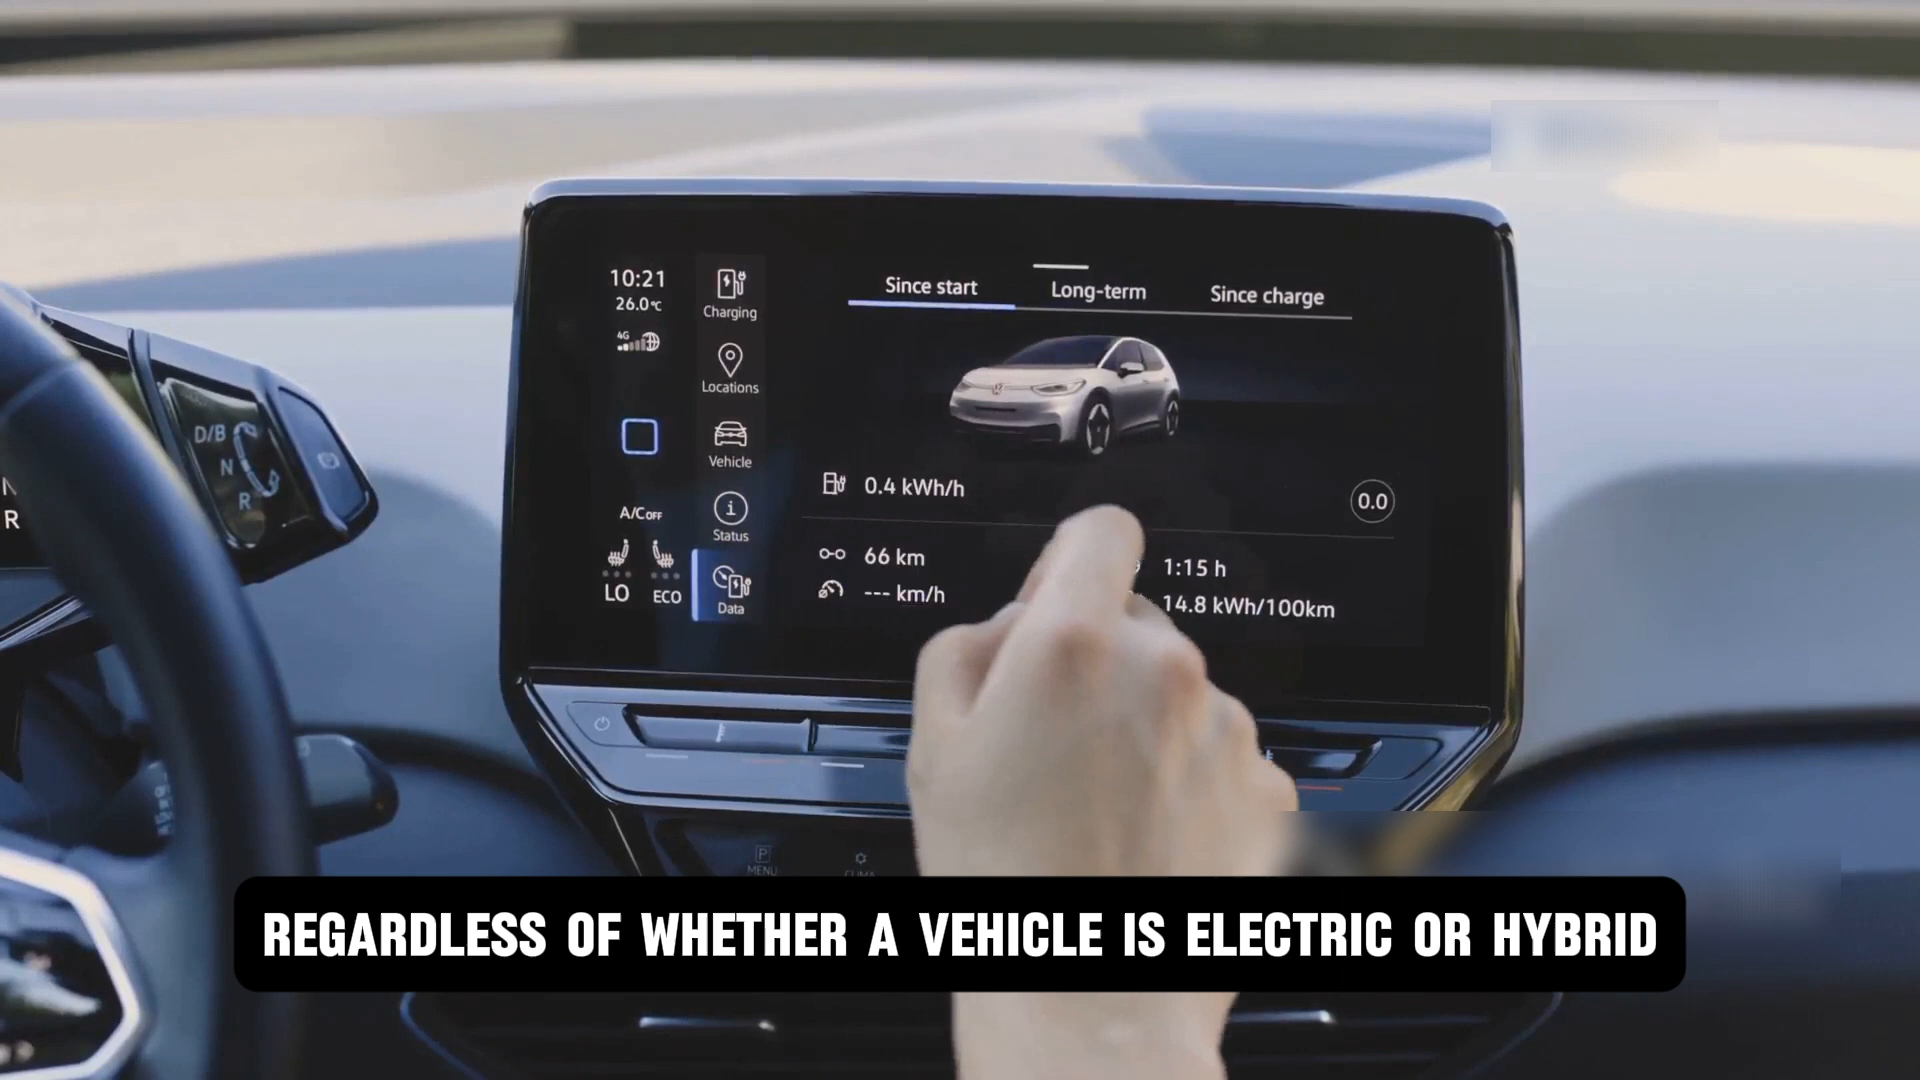 10:21
26.0°C
4G
Charging
Locations
Vehicle
Status
Data
A/C OFF
LO
ECO
Since start
Long-term
Since charge
0.4 kWh/h
0.0
66 km
1:15 h
--- km/h
14.8 kWh/100km
D/B
N
R
R
P
MENU
REGARDLESS OF WHETHER A VEHICLE IS ELECTRIC OR HYBRID